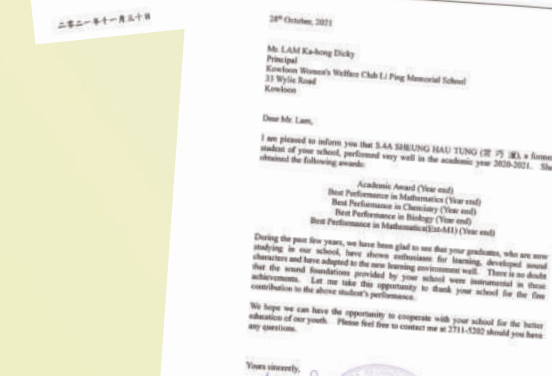 二零二一年十一月三十日
28th October, 2021
Mr. LAM Ka-hong Dicky
Principal
Kowloon Women's Welfare Club Li Ping Memorial School
33 Wylie Road
Kowloon
Dear Mr. Lam,
I am pleased to inform you that S.4A SHEUNG HAU TUNG (常 巧 ), a former
student of your school, performed very well in the academic year 2020-2021. She
obtained the following awards:
Academic Award (Year end)
Best Performance in Mathematics (Year end)
Best Performance in Chemistry (Year end)
Best Performance in Biology (Year end)
Best Performance in Mathematics(Ext-M1) (Year end)
During the past few years, we have been glad to see that your graduates, who are now
studying in our school, have shown enthusiasm for learning, developed sound
characters and have adapted to the new learning environment well. There is no doubt
that the sound foundations provided by your school were instrumental in these
achievements. Let me take this opportunity to thank your school for the fine
contribution to the above student's performance.
We hope we can have the opportunity to cooperate with your school for the better
education of our youth. Please feel free to contact me at 2711-5202 should you have
any questions.
Yours sincerely,